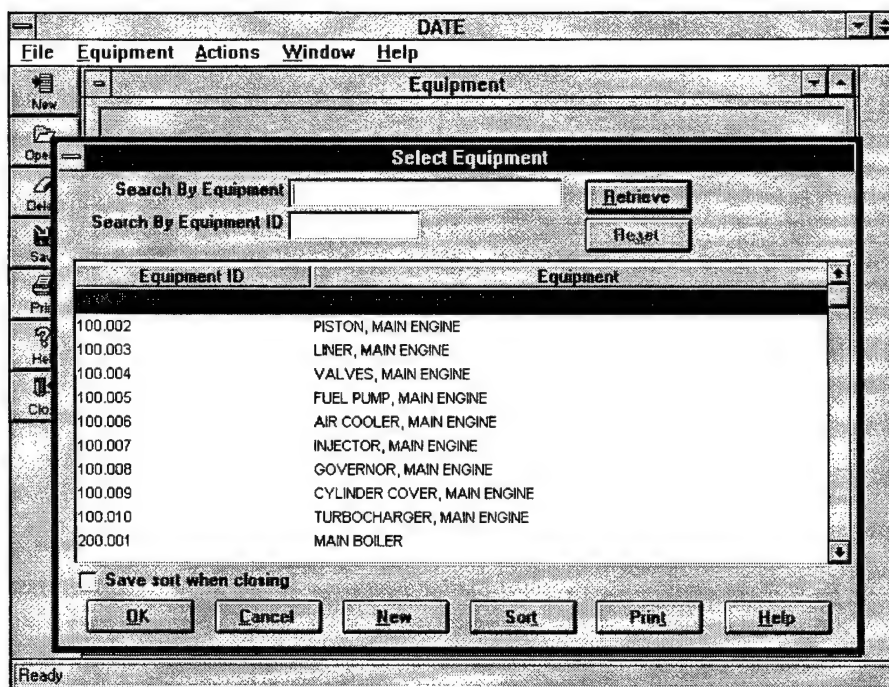 DATE
File Equipment Actions Window Help
New
Equipment
Select Equipment
Search By Equipment
Retrieve
Search By Equipment ID
Reset
Equipment ID Equipment
100.002 PISTON, MAIN ENGINE
100.003 LINER, MAIN ENGINE
100.004 VALVES, MAIN ENGINE
100.005 FUEL PUMP, MAIN ENGINE
100.006 AIR COOLER, MAIN ENGINE
100.007 INJECTOR, MAIN ENGINE
100.008 GOVERNOR, MAIN ENGINE
100.009 CYLINDER COVER, MAIN ENGINE
100.010 TURBOCHARGER, MAIN ENGINE
200.001 MAIN BOILER
Save sort when closing
OK Cancel New Sort Print Help
Ready